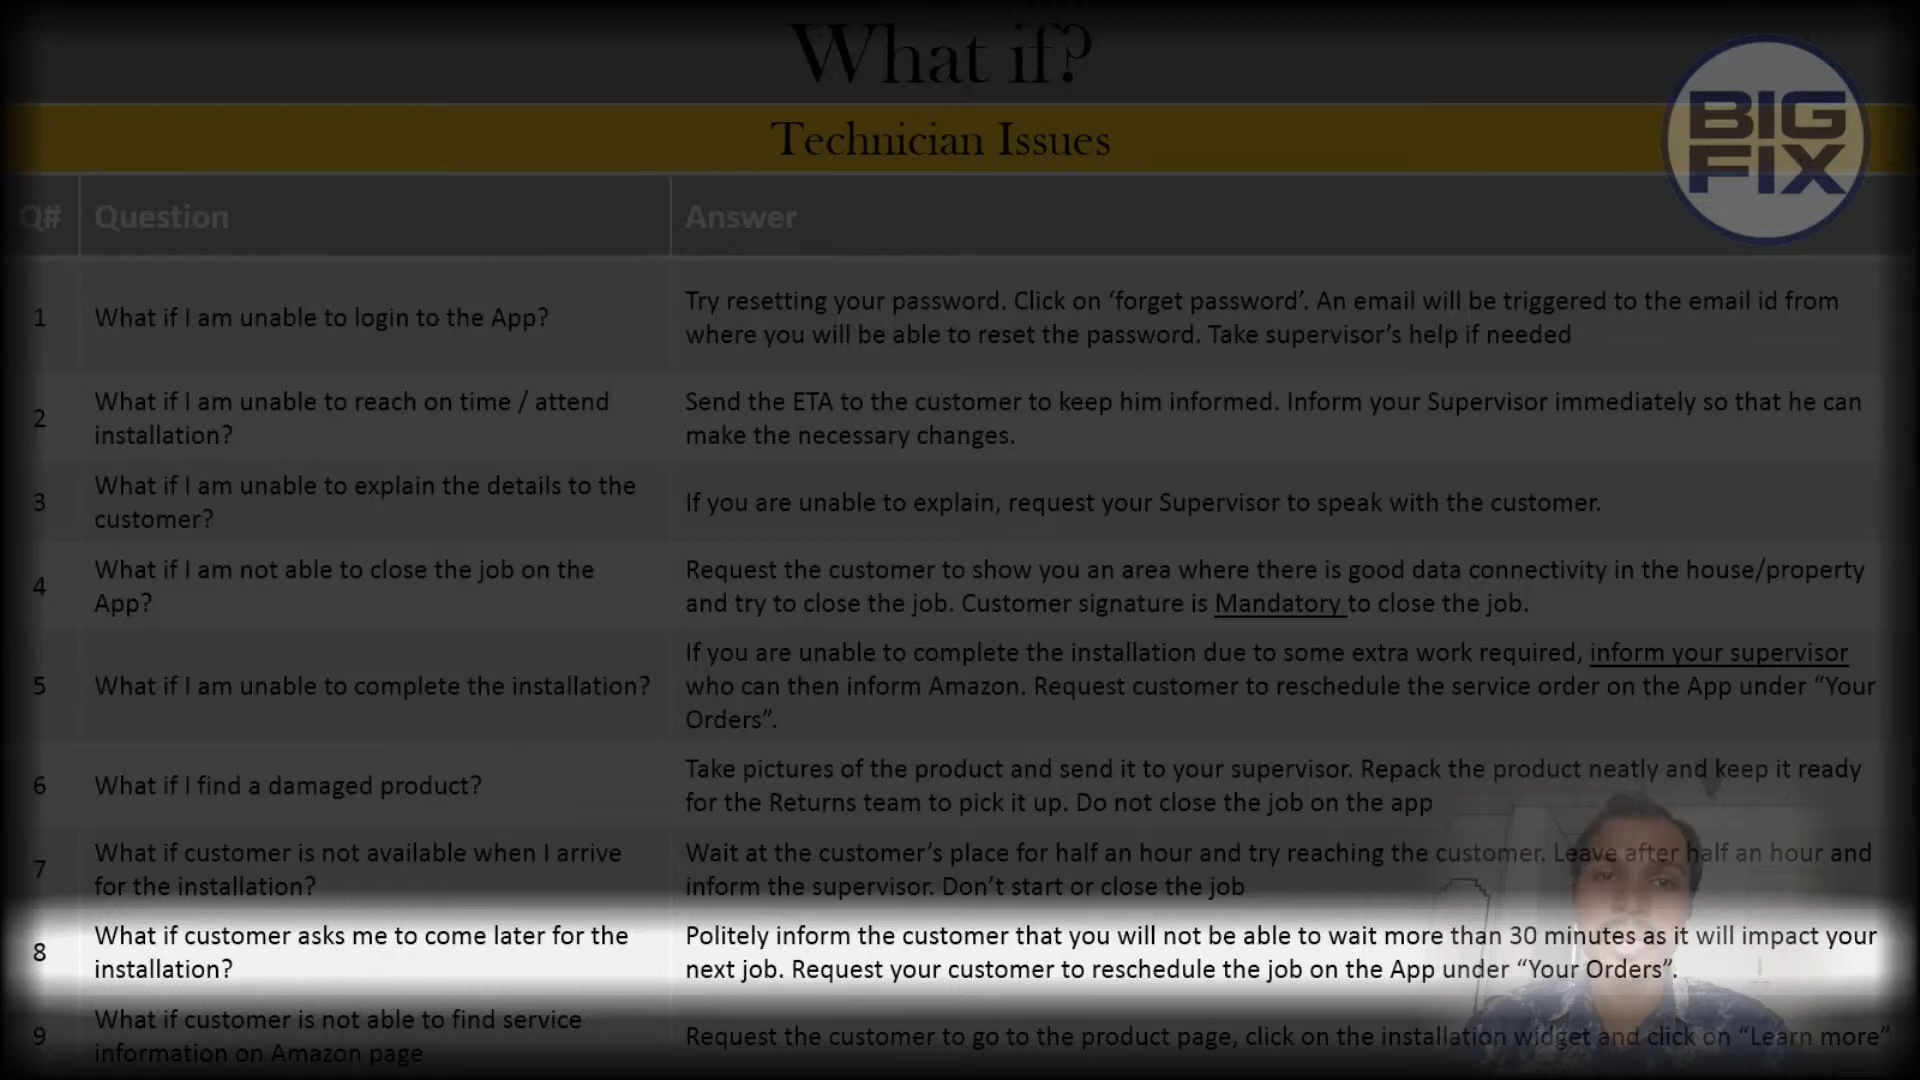 What if?
BIG
FIX
Technician Issues
Q# Question Answer
1 What if I am unable to login to the App?
Try resetting your password. Click on ‘forget password’. An email will be triggered to the email id from
where you will be able to reset the password. Take supervisor’s help if needed
2 What if I am unable to reach on time / attend
installation?
Send the ETA to the customer to keep him informed. Inform your Supervisor immediately so that he can
make the necessary changes.
3 What if I am unable to explain the details to the
customer?
If you are unable to explain, request your Supervisor to speak with the customer.
4 What if I am not able to close the job on the
App?
Request the customer to show you an area where there is good data connectivity in the house/property
and try to close the job. Customer signature is Mandatory to close the job.
5 What if I am unable to complete the installation?
If you are unable to complete the installation due to some extra work required, inform your supervisor
who can then inform Amazon. Request customer to reschedule the service order on the App under “Your
Orders”.
6 What if I find a damaged product?
Take pictures of the product and send it to your supervisor. Repack the product neatly and keep it ready
for the Returns team to pick it up. Do not close the job on the app
7 What if customer is not available when I arrive
for the installation?
Wait at the customer’s place for half an hour and try reaching the customer. Leave after half an hour and
inform the supervisor. Don’t start or close the job
8 What if customer asks me to come later for the
installation?
Politely inform the customer that you will not be able to wait more than 30 minutes as it will impact your
next job. Request your customer to reschedule the job on the App under “Your Orders”.
9 What if customer is not able to find service
information on Amazon page
Request the customer to go to the product page, click on the installation widget and click on “Learn more”